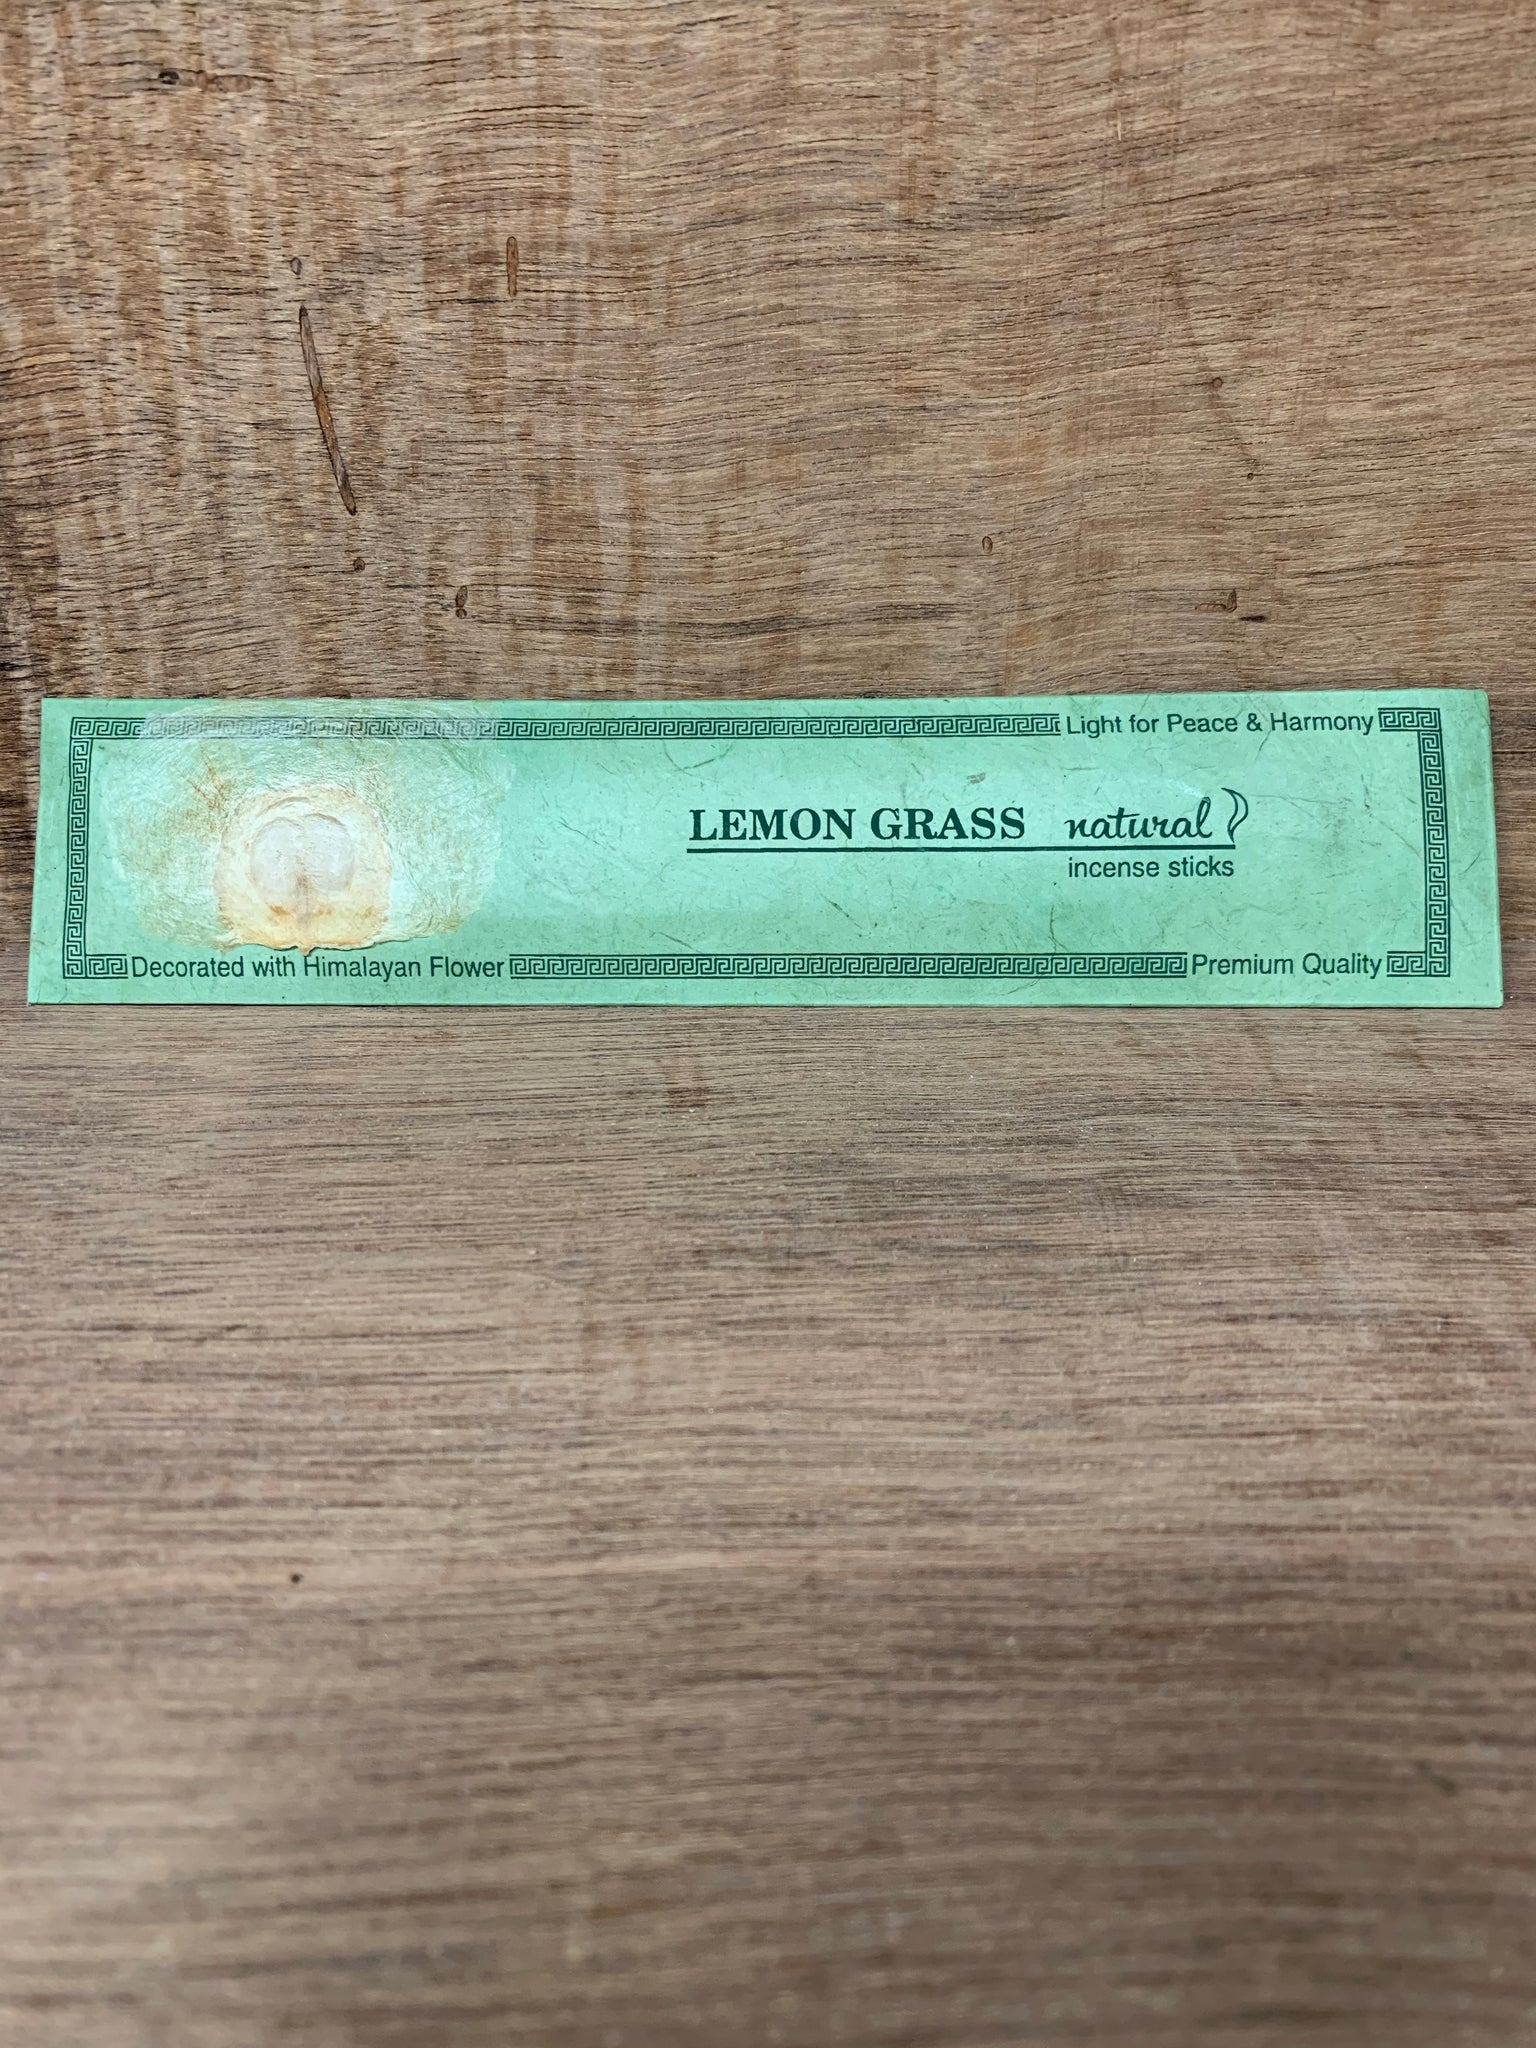 Light for Peace & Harmony
LEMON GRASS natural
incense sticks
Decorated with Himalayan Flower
Premium Quality